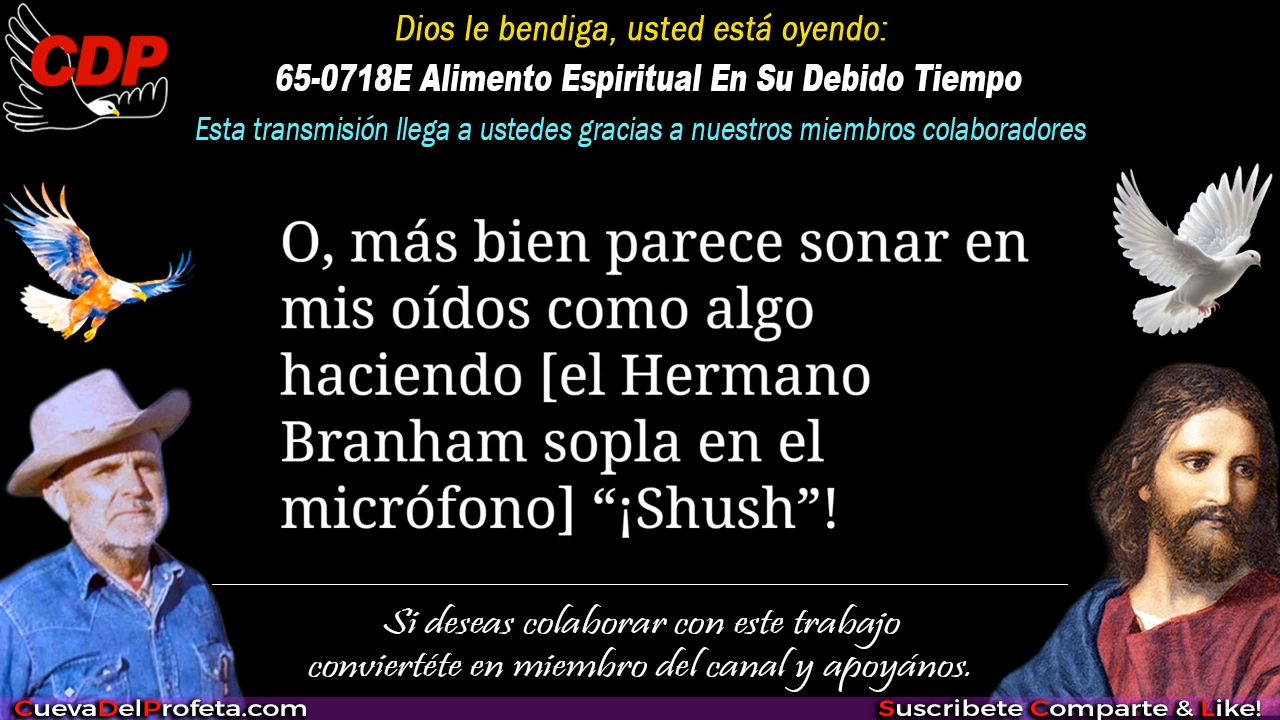 CDP
Dios le bendiga, usted está oyendo:
65-0718E Alimento Espiritual En Su Debido Tiempo
Esta transmisión llega a ustedes gracias a nuestros miembros colaboradores
O, más bien parece sonar en
mis oídos como algo
haciendo [el Hermano
Branham sopla en el
micrófono] “¡Shush”!
Si deseas colaborar con este trabajo
conviertéte en miembro del canal y apoyános.
CuevaDelProfeta.com
Suscribete Comparte & Like!